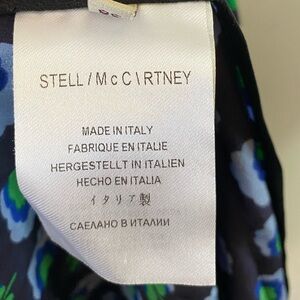 STELL/McC\RTNEY
MADE IN ITALY
FABRIQUE EN ITALIE
HERGESTELLT IN ITALIEN
HECHO EN ITALIA
イタリア製
СДЕЛАНО В ИТАЛИИ